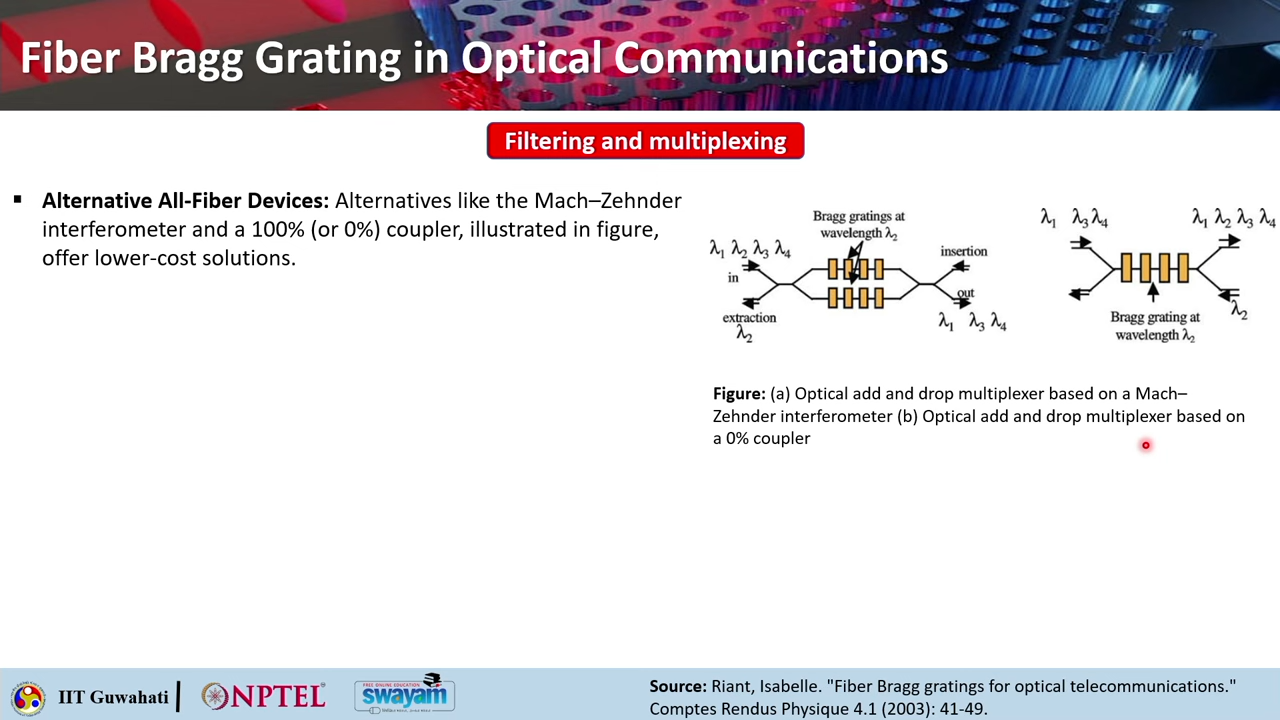 Fiber Bragg Grating in Optical Communications
Filtering and multiplexing
▪ Alternative All-Fiber Devices: Alternatives like the Mach–Zehnder
interferometer and a 100% (or 0%) coupler, illustrated in figure,
offer lower-cost solutions.
Bragg gratings at
wavelength λ₂
λ₁ λ₂ λ₃ λ₄
in
extraction
λ₂
insertion
out
λ₁ λ₃ λ₄
λ₁ λ₃ λ₄
λ₁ λ₂ λ₃ λ₄
λ₂
Bragg grating at
wavelength λ₂
Figure: (a) Optical add and drop multiplexer based on a Mach–
Zehnder interferometer (b) Optical add and drop multiplexer based on
a 0% coupler
IIT Guwahati
NPTEL
FREE ONLINE EDUCATION
swayam
Source: Riant, Isabelle. "Fiber Bragg gratings for optical telecommunications."
Comptes Rendus Physique 4.1 (2003): 41-49.